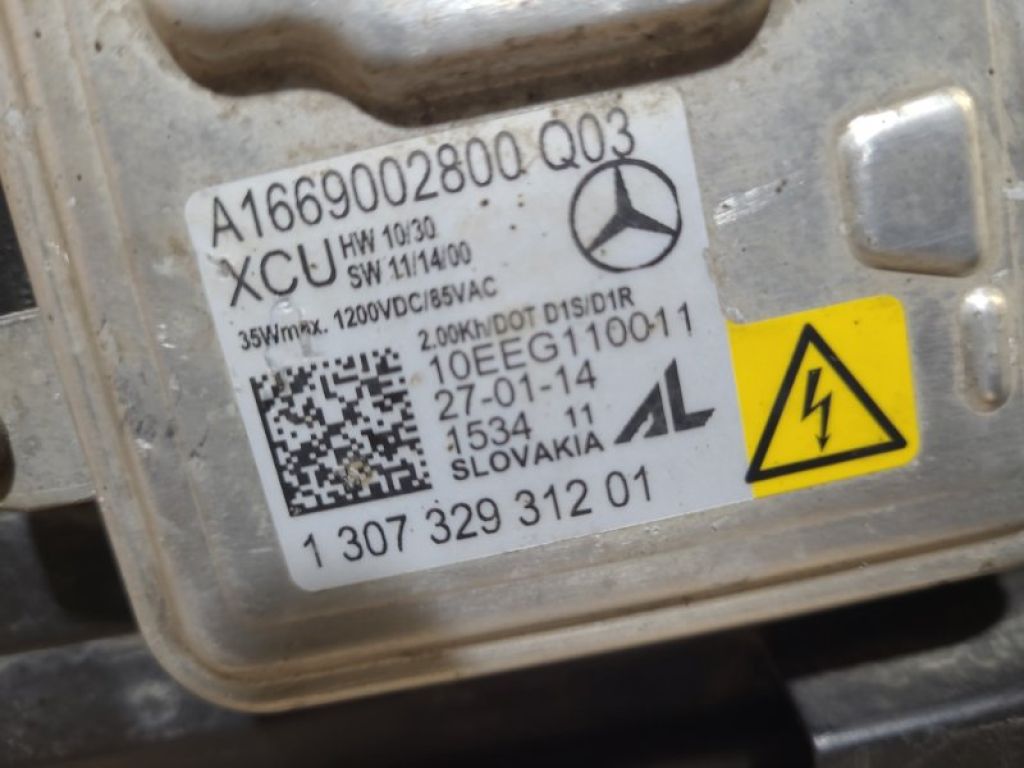 A1669002800 Q03
XCU HW 10/30
SW 11/14/00
35Wmax. 1200VDC/85VAC
2.00Kh/DOT D1S/D1R
10EEG110011
27-01-14
1534 11
SLOVAKIA
AL
1 307 329 312 01